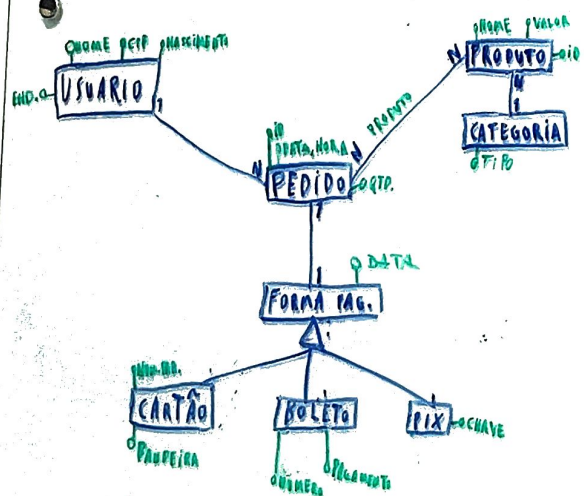 NOME CPF NASCIMENTO
END.
USUARIO
1
NOME VALOR
PRODUTO
ID
N
N
1
CATEGORIA
TIPO
PRODUTO
N
ID
DATA, HORA
N
PEDIDO
QTD.
1
1
DATA
FORMA PAG.
CARTÃO
BANDEIRA
BOLETO
NÚMERO
PAGAMENTO
PIX
CHAVE